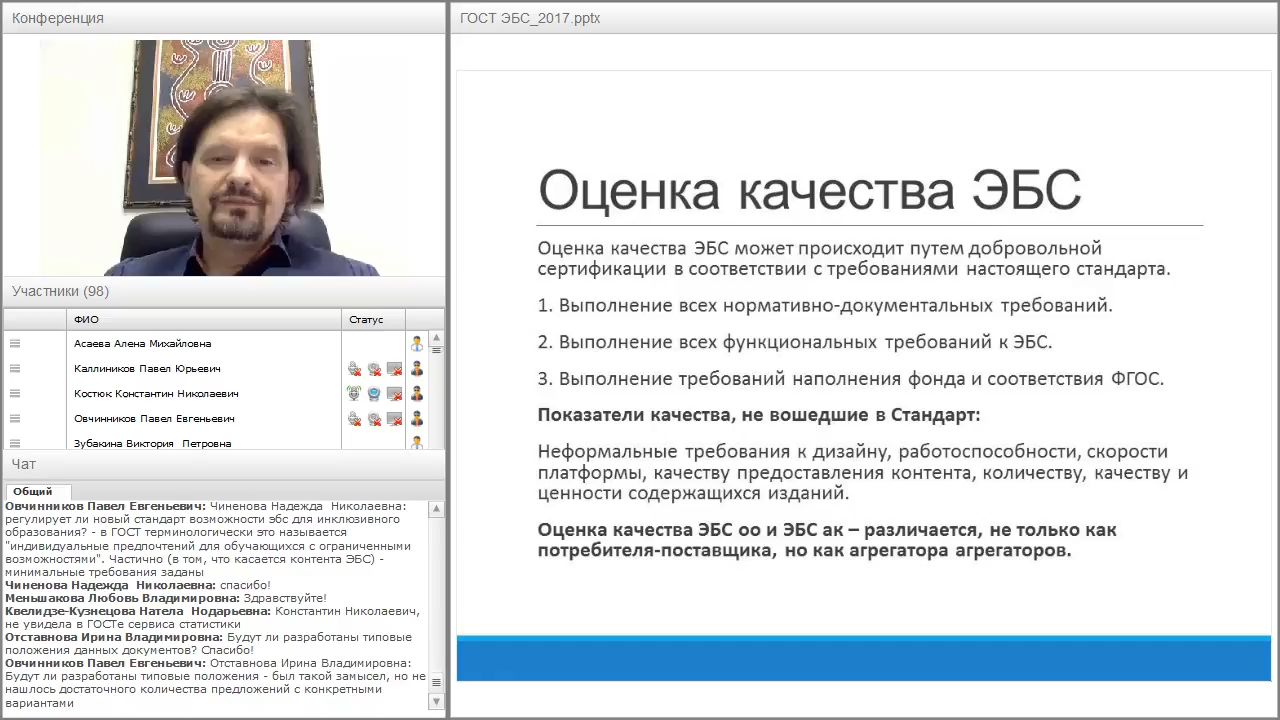 Конференция
Участники (98)
ФИО
Статус
Асаева Алена Михайловна
Каллиников Павел Юрьевич
Костюк Константин Николаевич
Овчинников Павел Евгеньевич
Зубакина Виктория Петровна
Чат
Общий
Овчинников Павел Евгеньевич: Чиненова Надежда Николаевна:
регулирует ли новый стандарт возможности эбс для инклюзивного
образования? - в ГОСТ терминологически это называется
"индивидуальные предпочтений для обучающихся с ограниченными
возможностями". Частично (в том, что касается контента ЭБС) -
минимальные требования заданы
Чиненова Надежда Николаевна: спасибо!
Меньшакова Любовь Владимировна: Здравствуйте!
Квелидзе-Кузнецова Натела Нодарьевна: Константин Николаевич,
не увидела в ГОСТе сервиса статистики
Отставнова Ирина Владимировна: Будут ли разработаны типовые
положения данных документов? Спасибо!
Овчинников Павел Евгеньевич: Отставнова Ирина Владимировна:
Будут ли разработаны типовые положения - был такой замысел, но не
нашлось достаточного количества предложений с конкретными
вариантами
ГОСТ ЭБС_2017.pptx
Оценка качества ЭБС
Оценка качества ЭБС может происходит путем добровольной
сертификации в соответствии с требованиями настоящего стандарта.
1. Выполнение всех нормативно-документальных требований.
2. Выполнение всех функциональных требований к ЭБС.
3. Выполнение требований наполнения фонда и соответствия ФГОС.
Показатели качества, не вошедшие в Стандарт:
Неформальные требования к дизайну, работоспособности, скорости
платформы, качеству предоставления контента, количеству, качеству и
ценности содержащихся изданий.
Оценка качества ЭБС оо и ЭБС ак – различается, не только как
потребителя-поставщика, но как агрегатора агрегаторов.